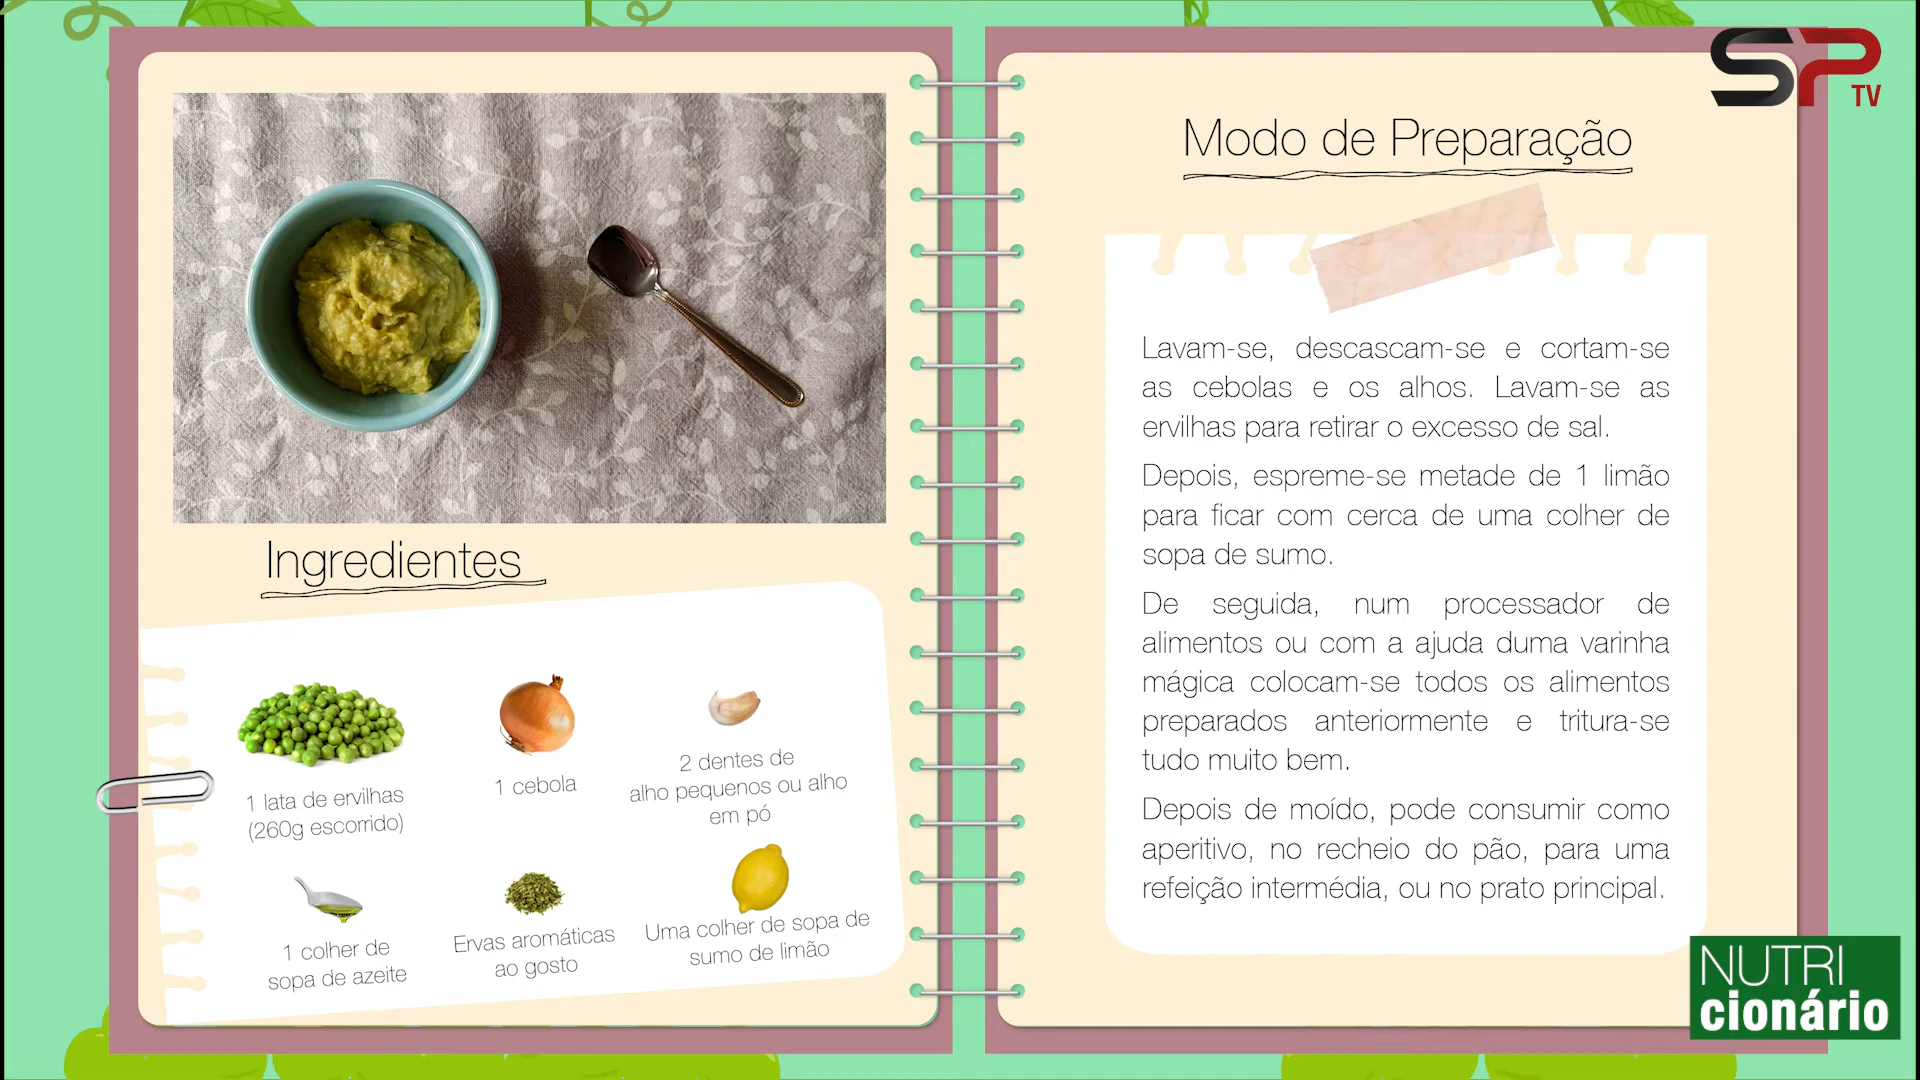 SP TV
Ingredientes
1 lata de ervilhas
(260g escorrido)
1 cebola
2 dentes de
alho pequenos ou alho
em pó
1 colher de
sopa de azeite
Ervas aromáticas
ao gosto
Uma colher de sopa de
sumo de limão
Modo de Preparação
Lavam-se, descascam-se e cortam-se
as cebolas e os alhos. Lavam-se as
ervilhas para retirar o excesso de sal.
Depois, espreme-se metade de 1 limão
para ficar com cerca de uma colher de
sopa de sumo.
De seguida, num processador de
alimentos ou com a ajuda duma varinha
mágica colocam-se todos os alimentos
preparados anteriormente e tritura-se
tudo muito bem.
Depois de moído, pode consumir como
aperitivo, no recheio do pão, para uma
refeição intermédia, ou no prato principal.
NUTRI
cionário